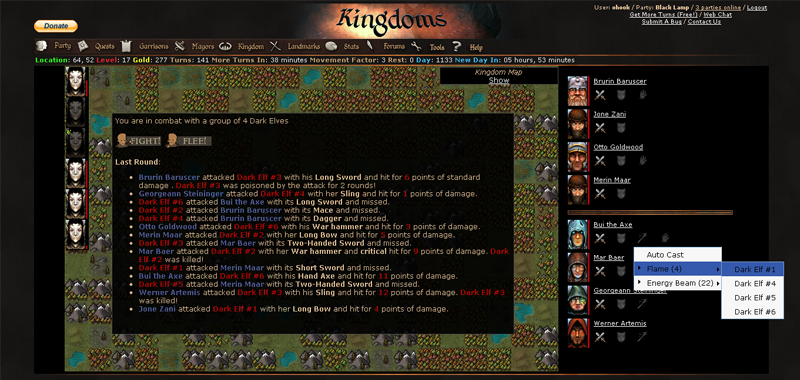 User: uhook / Party: Black Lamp / 3 parties online / Logout
Get More Turns (Free!) / Web Chat
Submit A Bug / Contact Us
Donate
Kingdoms
Party Quests Garrisons Mayors Kingdom Landmarks Stats Forums Tools Help
Location: 64, 52 Level: 17 Gold: 277 Turns: 141 More Turns In: 38 minutes Movement Factor: 3 Rest: 0 Day: 1133 New Day In: 05 hours, 53 minutes
Kingdom Map
Show
You are in combat with a group of 4 Dark Elves
FIGHT! FLEE!
Last Round:
Brurin Baruscer attacked Dark Elf #3 with his Long Sword and hit for 6 points of standard
damage . Dark Elf #3 was poisoned by the attack for 2 rounds!
Georgeann Steininger attacked Dark Elf #4 with her Sling and hit for 1 points of damage.
Dark Elf #6 attacked Bui the Axe with its Long Sword and missed.
Dark Elf #2 attacked Brurin Baruscer with its Mace and missed.
Dark Elf #4 attacked Brurin Baruscer with its Dagger and missed.
Otto Goldwood attacked Dark Elf #6 with his War hammer and hit for 3 points of damage.
Merin Maar attacked Dark Elf #2 with her Long Bow and hit for 5 points of damage.
Dark Elf #3 attacked Mar Baer with its Two-Handed Sword and missed.
Mar Baer attacked Dark Elf #2 with her War hammer and critical hit for 9 points of damage. Dark
Elf #2 was killed!
Dark Elf #1 attacked Merin Maar with its Short Sword and missed.
Bui the Axe attacked Dark Elf #6 with his Hand Axe and hit for 11 points of damage.
Dark Elf #5 attacked Merin Maar with its Two-Handed Sword and missed.
Werner Artemis attacked Dark Elf #3 with his Sling and hit for 12 points of damage. Dark Elf #3
was killed!
Jone Zani attacked Dark Elf #1 with her Long Bow and hit for 4 points of damage.
Brurin Baruscer
Jone Zani
Otto Goldwood
Merin Maar
Bui the Axe
Mar Baer
Georgeann
Werner Artemis
Auto Cast
Flame (4)
Energy Beam (22)
Dark Elf #1
Dark Elf #4
Dark Elf #5
Dark Elf #6